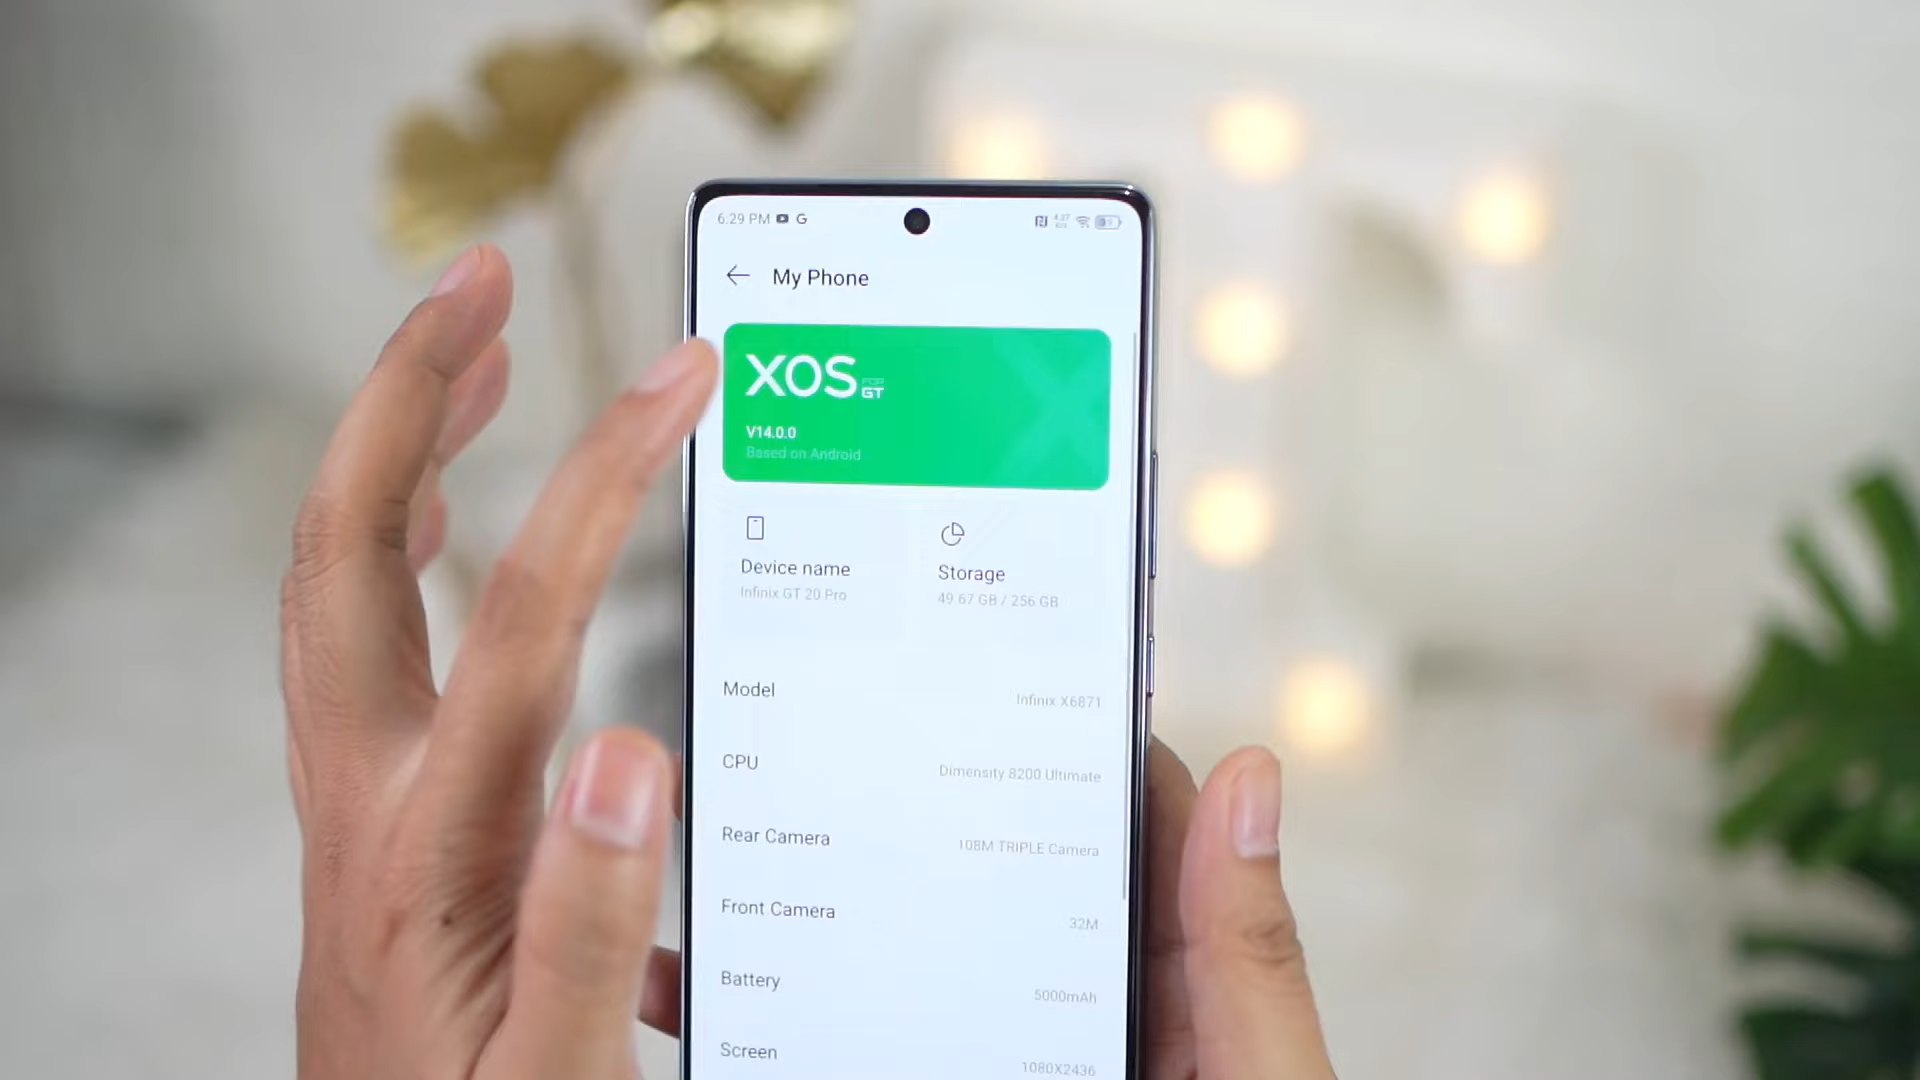 6:29 PM G
My Phone
XOS FOR GT
V14.0.0
Based on Android
Device name
Infinix GT 20 Pro
Storage
49.67 GB / 256 GB
Model
Infinix X6871
CPU
Dimensity 8200 Ultimate
Rear Camera
108M TRIPLE Camera
Front Camera
32M
Battery
5000mAh
Screen
1080X2436